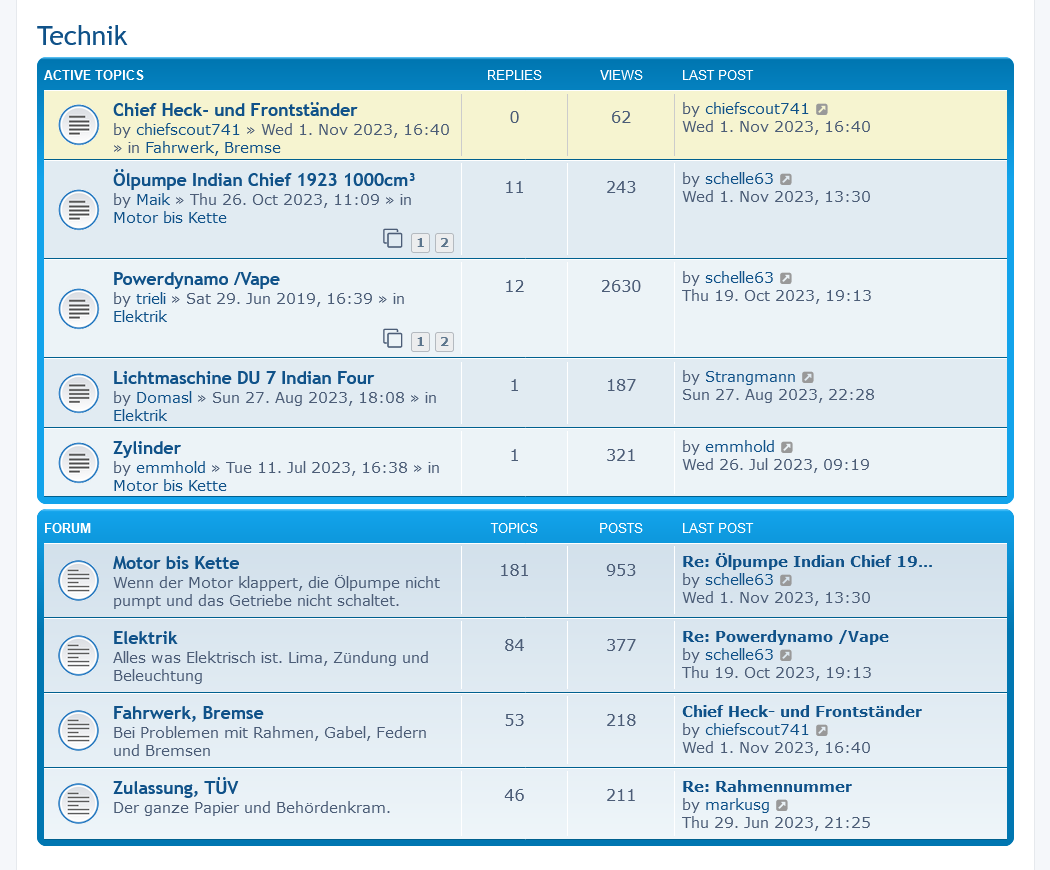 Technik
ACTIVE TOPICS REPLIES VIEWS LAST POST
Chief Heck- und Frontständer
by chiefscout741 » Wed 1. Nov 2023, 16:40
» in Fahrwerk, Bremse
0
62
by chiefscout741
Wed 1. Nov 2023, 16:40
Ölpumpe Indian Chief 1923 1000cm³
by Maik » Thu 26. Oct 2023, 11:09 » in
Motor bis Kette
1 2
11
243
by schelle63
Wed 1. Nov 2023, 13:30
Powerdynamo /Vape
by trieli » Sat 29. Jun 2019, 16:39 » in
Elektrik
1 2
12
2630
by schelle63
Thu 19. Oct 2023, 19:13
Lichtmaschine DU 7 Indian Four
by Domasl » Sun 27. Aug 2023, 18:08 » in
Elektrik
1
187
by Strangmann
Sun 27. Aug 2023, 22:28
Zylinder
by emmhold » Tue 11. Jul 2023, 16:38 » in
Motor bis Kette
1
321
by emmhold
Wed 26. Jul 2023, 09:19
FORUM TOPICS POSTS LAST POST
Motor bis Kette
Wenn der Motor klappert, die Ölpumpe nicht
pumpt und das Getriebe nicht schaltet.
181
953
Re: Ölpumpe Indian Chief 19…
by schelle63
Wed 1. Nov 2023, 13:30
Elektrik
Alles was Elektrisch ist. Lima, Zündung und
Beleuchtung
84
377
Re: Powerdynamo /Vape
by schelle63
Thu 19. Oct 2023, 19:13
Fahrwerk, Bremse
Bei Problemen mit Rahmen, Gabel, Federn
und Bremsen
53
218
Chief Heck- und Frontständer
by chiefscout741
Wed 1. Nov 2023, 16:40
Zulassung, TÜV
Der ganze Papier und Behördenkram.
46
211
Re: Rahmennummer
by markusg
Thu 29. Jun 2023, 21:25